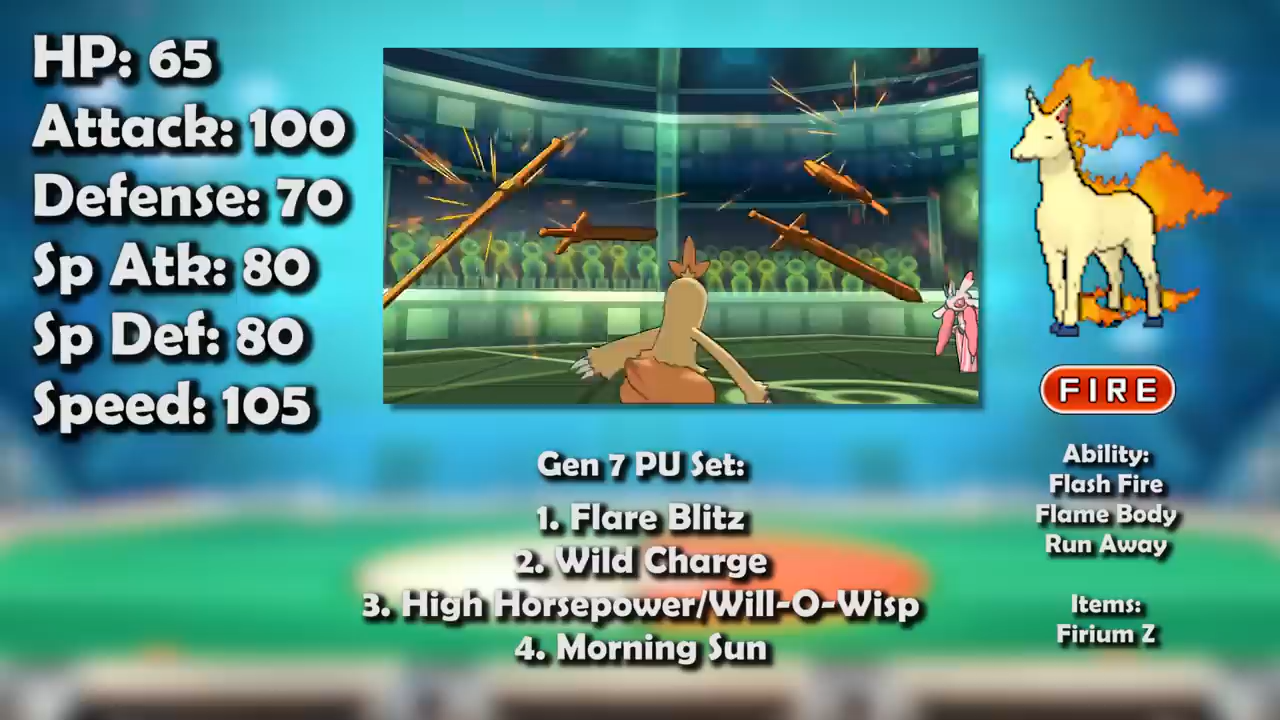 HP: 65
Attack: 100
Defense: 70
Sp Atk: 80
Sp Def: 80
Speed: 105
FIRE
Ability:
Flash Fire
Flame Body
Run Away
Items:
Firium Z
Gen 7 PU Set:
1. Flare Blitz
2. Wild Charge
3. High Horsepower/Will-O-Wisp
4. Morning Sun